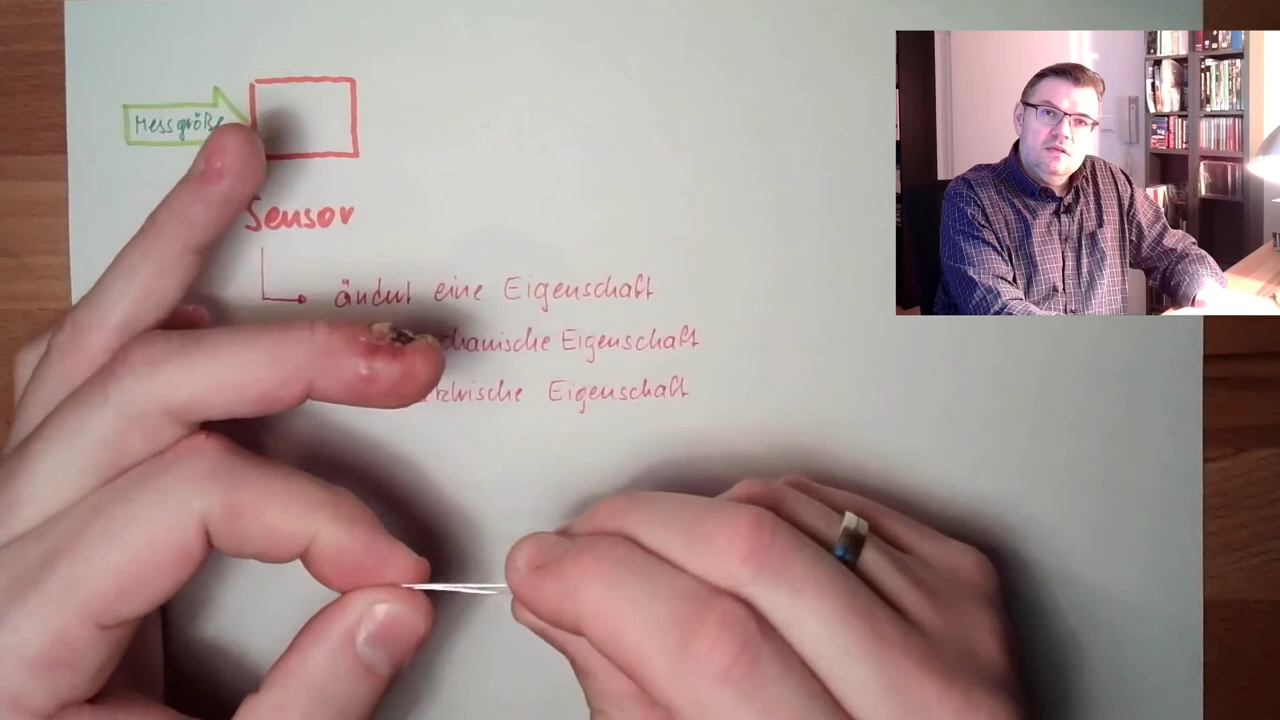 Messgröße
Sensor
ändert eine Eigenschaft
Eigenschaft
Eigenschaft